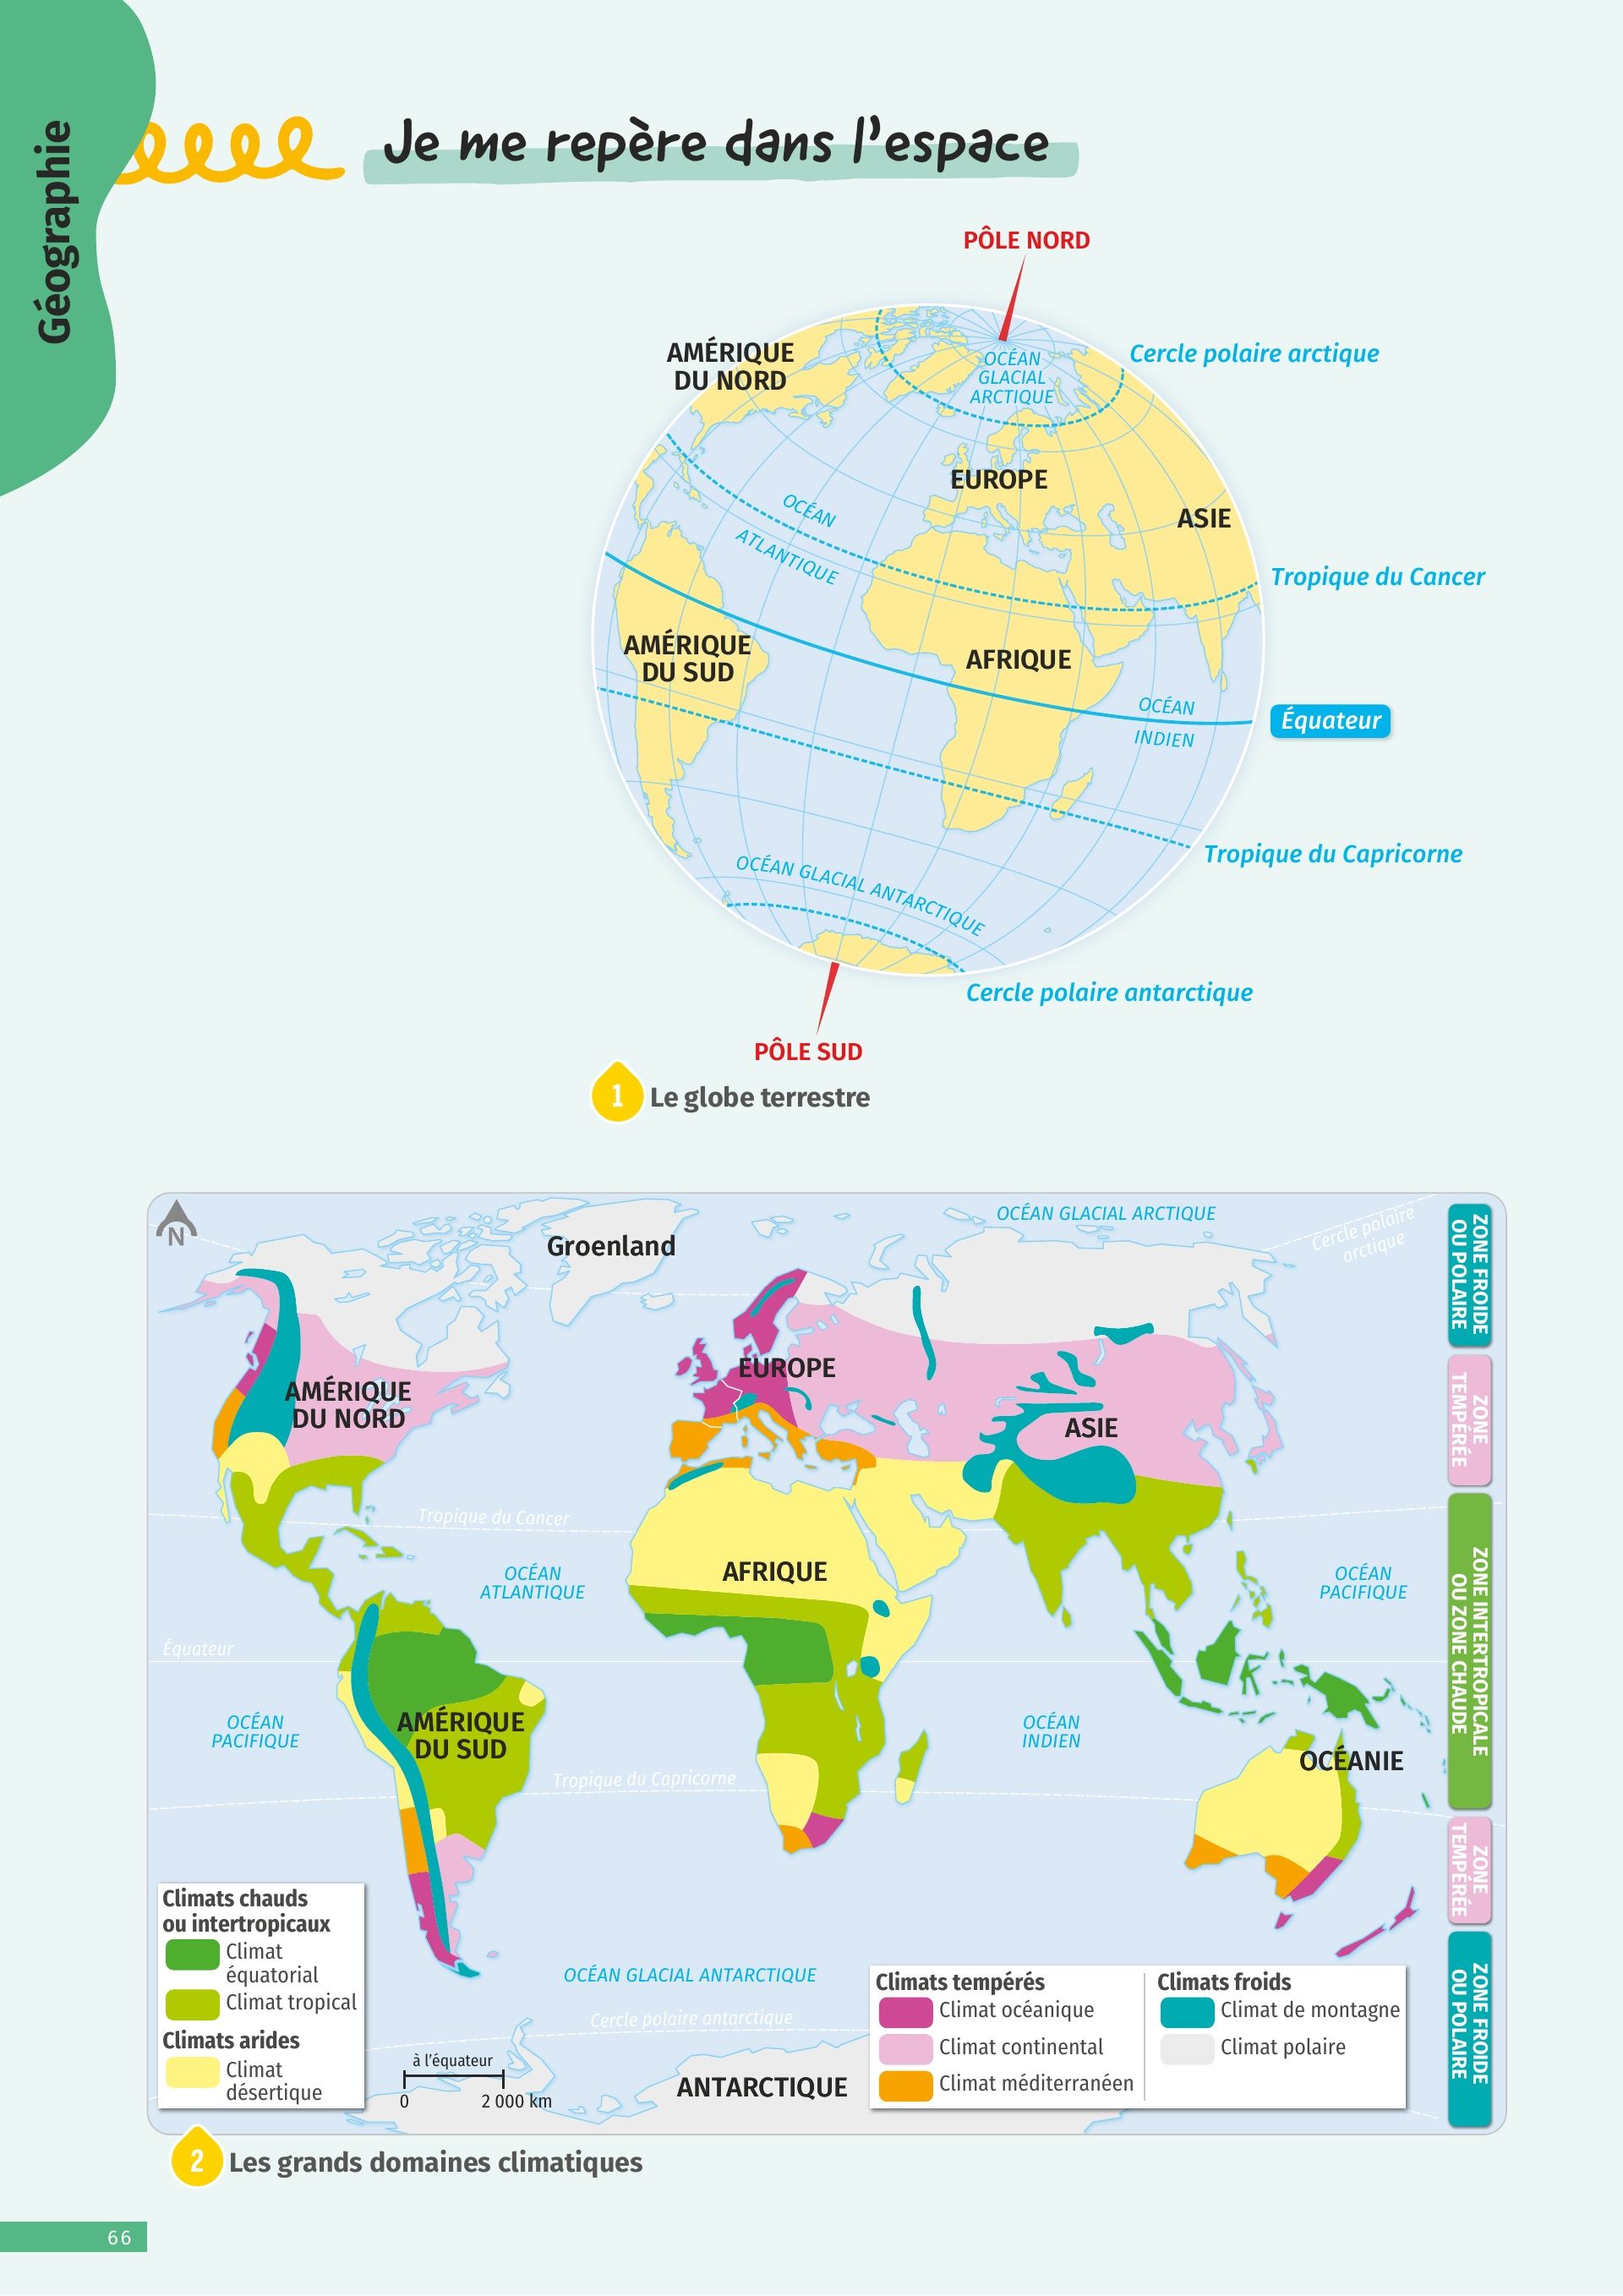 Géographie
Je me repère dans l'espace
PÔLE NORD
AMÉRIQUE
DU NORD
OCÉAN
GLACIAL
ARCTIQUE
Cercle polaire arctique
EUROPE
ASIE
OCÉAN
ATLANTIQUE
Tropique du Cancer
AMÉRIQUE
DU SUD
AFRIQUE
OCÉAN
INDIEN
Équateur
Tropique du Capricorne
OCÉAN GLACIAL ANTARCTIQUE
Cercle polaire antarctique
PÔLE SUD
1 Le globe terrestre
N
OCÉAN GLACIAL ARCTIQUE
Cercle polaire
arctique
Groenland
ZONE FROIDE
OU POLAIRE
EUROPE
AMÉRIQUE
DU NORD
ASIE
ZONE
TEMPÉRÉE
Tropique du Cancer
AFRIQUE
OCÉAN
ATLANTIQUE
OCÉAN
PACIFIQUE
ZONE INTERTROPICALE
OU ZONE CHAUDE
Équateur
OCÉAN
PACIFIQUE
AMÉRIQUE
DU SUD
OCÉAN
INDIEN
OCÉANIE
Tropique du Capricorne
ZONE
TEMPÉRÉE
Climats chauds
ou intertropicaux
Climat
équatorial
Climat tropical
Climats arides
Climat
désertique
OCÉAN GLACIAL ANTARCTIQUE
Cercle polaire antarctique
à l'équateur
0 2 000 km
ANTARCTIQUE
Climats tempérés
Climat océanique
Climat continental
Climat méditerranéen
Climats froids
Climat de montagne
Climat polaire
ZONE FROIDE
OU POLAIRE
2 Les grands domaines climatiques
66